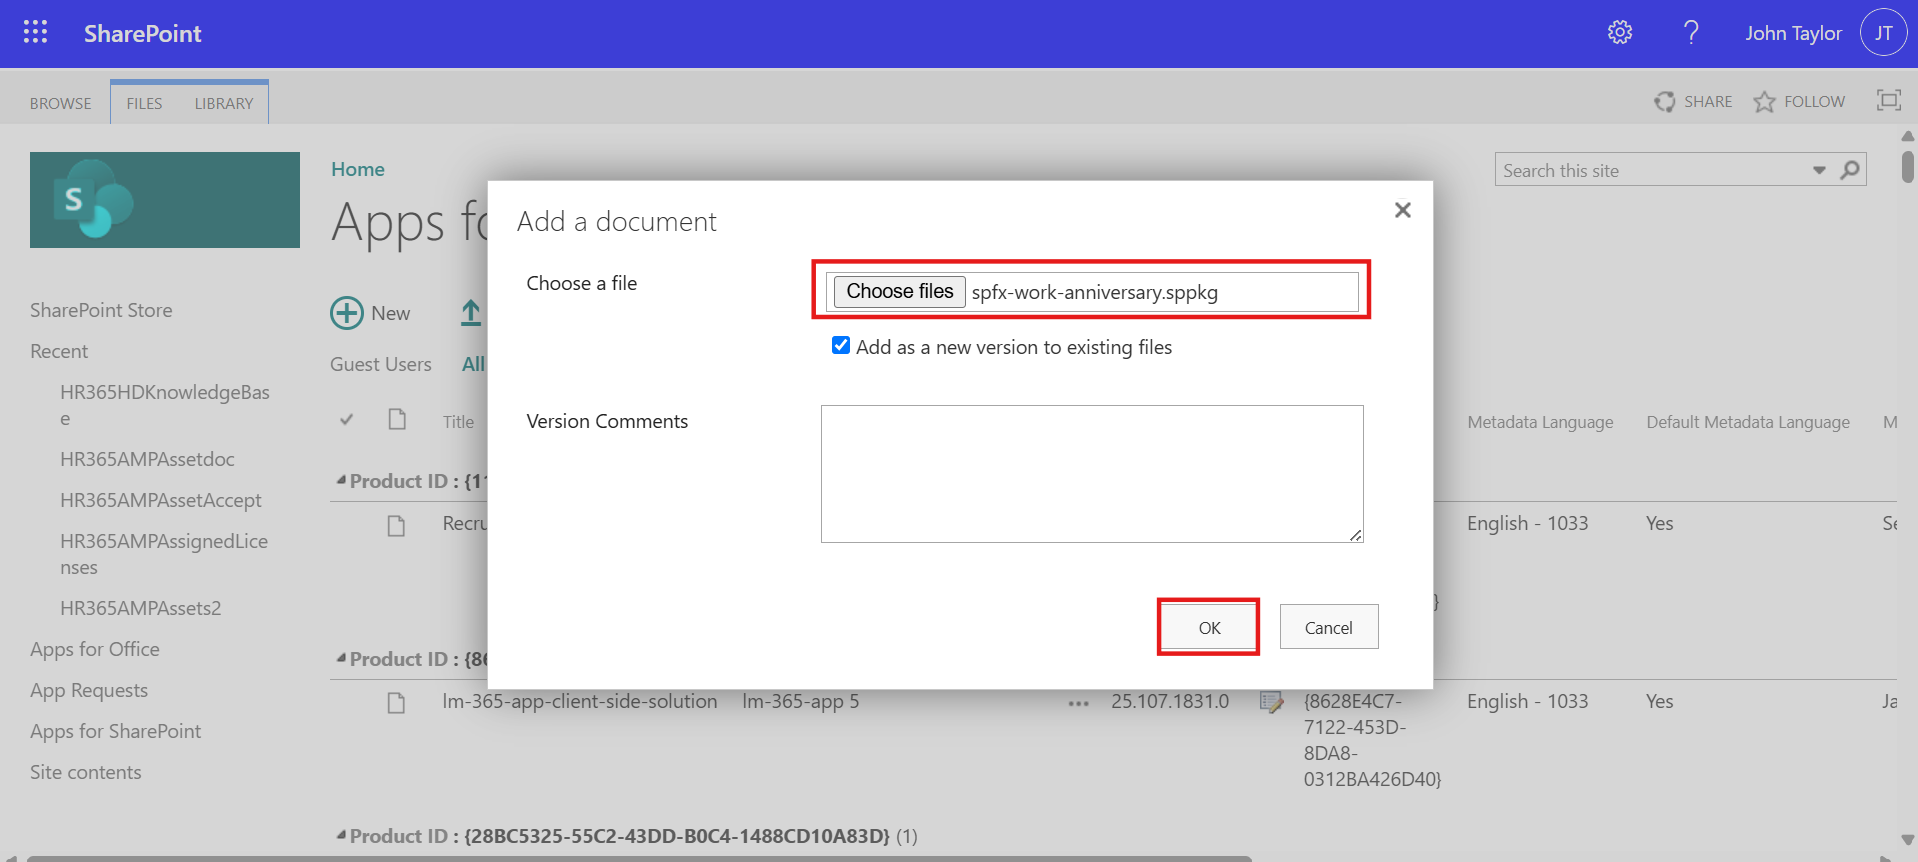 SharePoint
John Taylor
JT
BROWSE
FILES
LIBRARY
SHARE
FOLLOW
S
Home
Search this site
Apps fo
Add a document
Choose a file
Choose files spfx-work-anniversary.sppkg
Add as a new version to existing files
Version Comments
OK
Cancel
SharePoint Store
Recent
HR365HDKnowledgeBas
e
HR365AMPAssetdoc
HR365AMPAssetAccept
HR365AMPAssignedLice
nses
HR365AMPAssets2
Apps for Office
App Requests
Apps for SharePoint
Site contents
New
Guest Users All
Title
Metadata Language
Default Metadata Language
M
Product ID : {11
Recru
English - 1033
Yes
Se
}
Product ID : {86
lm-365-app-client-side-solution
lm-365-app 5
...
25.107.1831.0
{8628E4C7-
7122-453D-
8DA8-
0312BA426D40}
English - 1033
Yes
Ja
Product ID : {28BC5325-55C2-43DD-B0C4-1488CD10A83D} (1)